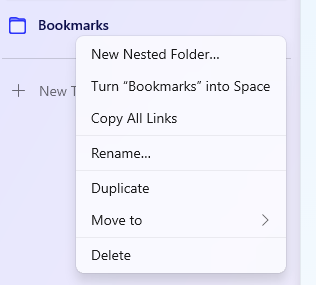 Bookmarks
New Nested Folder...
Turn “Bookmarks” into Space
New
Copy All Links
Rename...
Duplicate
Move to
Delete